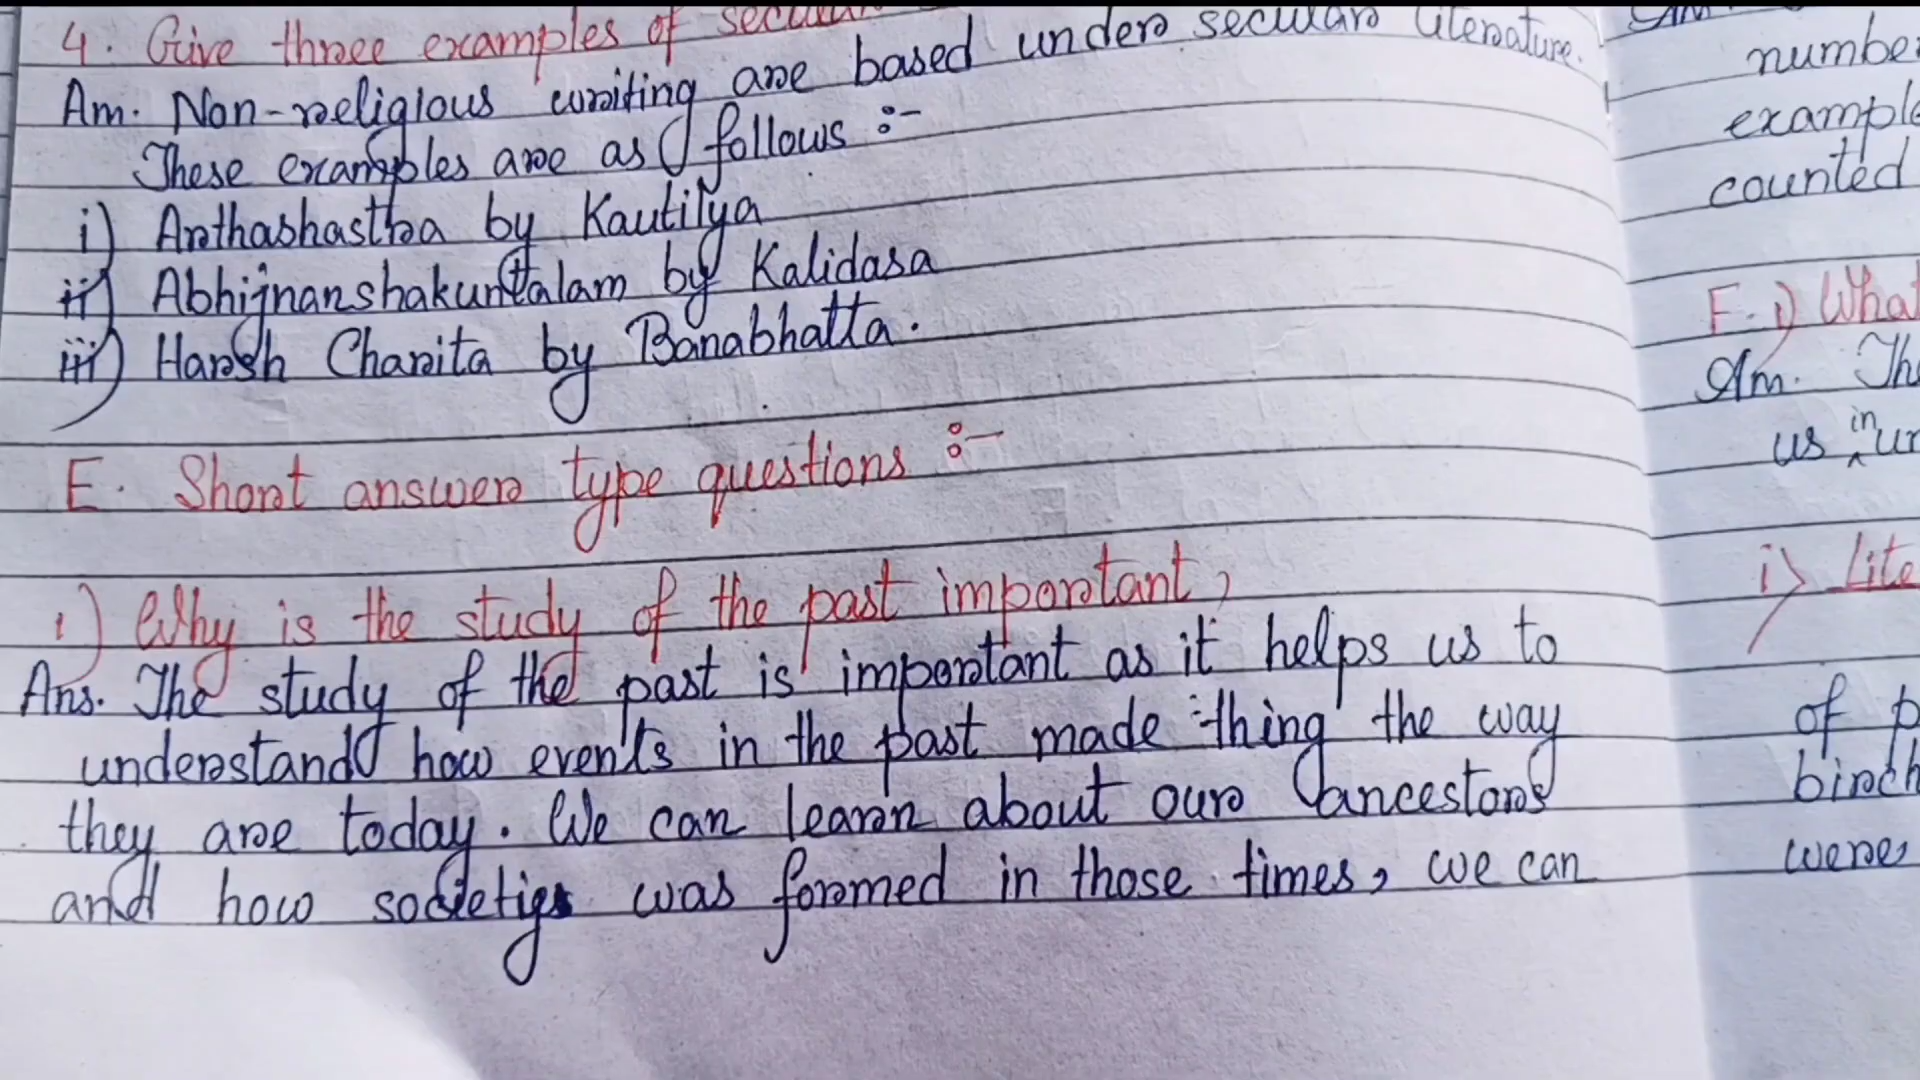 4. Give three examples of secular
Ans. Non-religious writing are based under secular literature.
These examples are as follows :-
i) Arthashastra by Kautilya
ii) Abhijnanshakuntalam by Kalidasa
iii) Harsh Charita by Banabhatta.
E. Short answer type questions :-
1) Why is the study of the past important,
Ans. The study of the past is important as it helps us to
understand how events in the past made thing the way
they are today. We can learn about our ancestors
and how societies was formed in those times, we can
number
example
counted
F. i) What
Ans. The
us in un
i) Lite
of p
birch
were